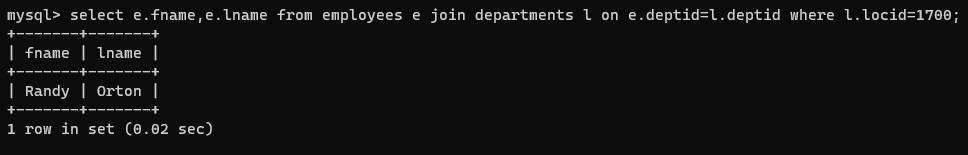 mysql> select e.fname,e.lname from employees e join departments l on e.deptid=l.deptid where l.locid=1700;
+-------+-------+
| fname | lname |
+-------+-------+
| Randy | Orton |
+-------+-------+
1 row in set (0.02 sec)